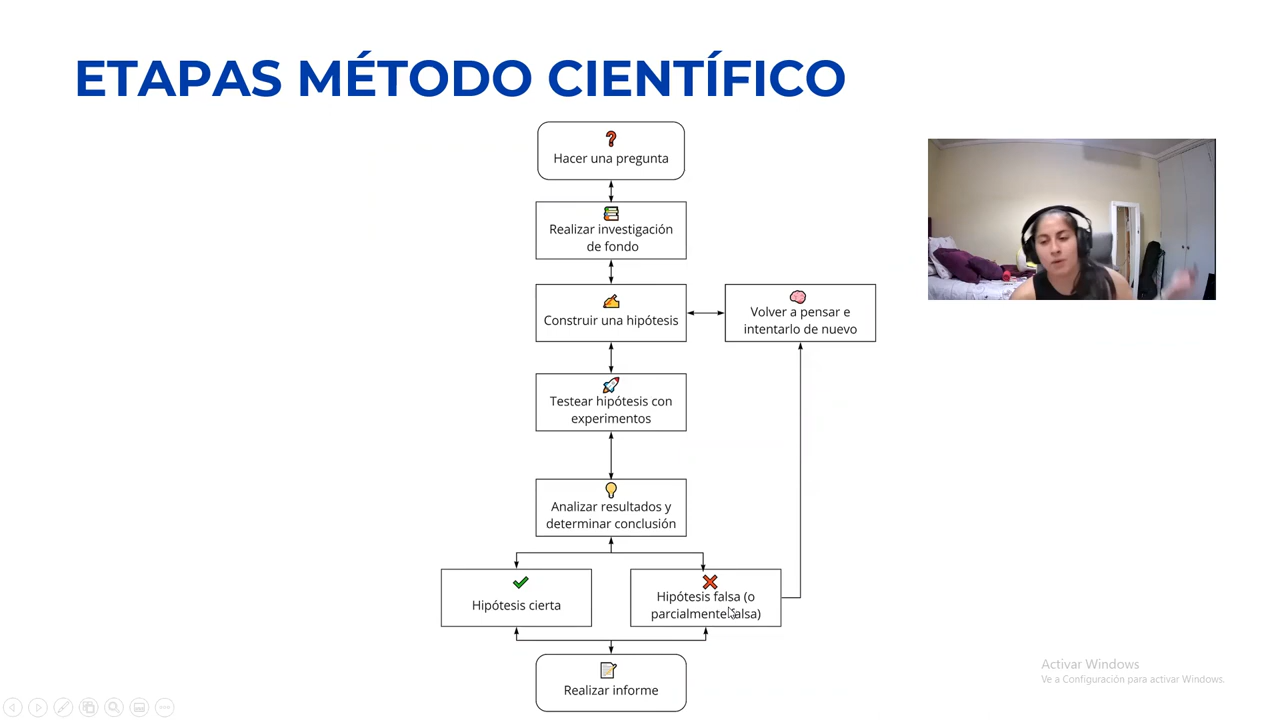 ETAPAS MÉTODO CIENTÍFICO
Hacer una pregunta
Realizar investigación
de fondo
Construir una hipótesis
Volver a pensar e
intentarlo de nuevo
Testear hipótesis con
experimentos
Analizar resultados y
determinar conclusión
Hipótesis cierta
Hipótesis falsa (o
parcialmente falsa)
Realizar informe
Activar Windows
Ve a Configuración para activar Windows.